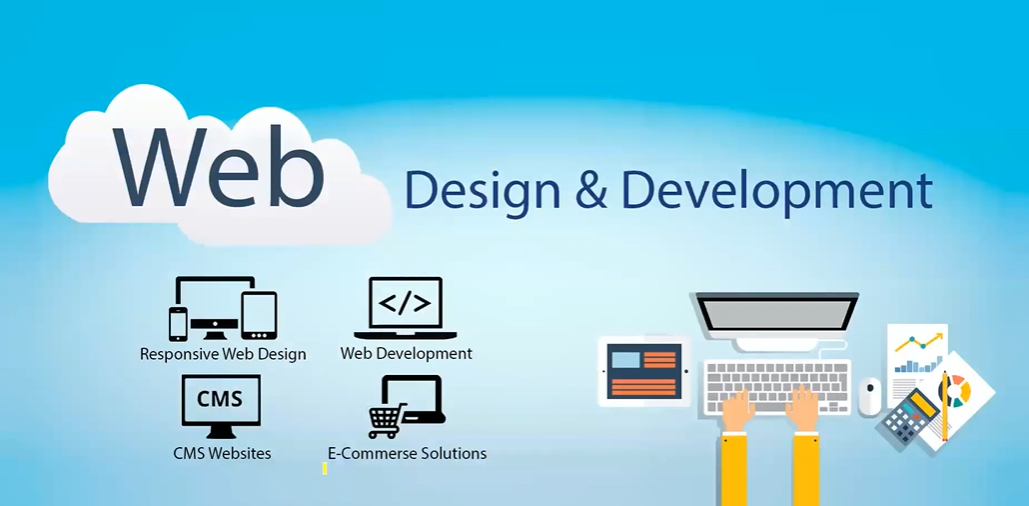 Web
Design & Development
</>
Responsive Web Design
Web Development
CMS
CMS Websites
E-Commerse Solutions